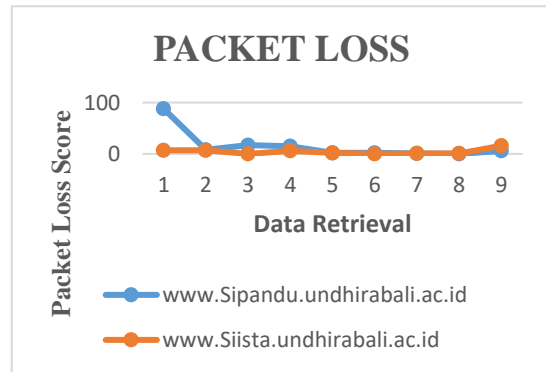 PACKET LOSS
Packet Loss Score
100
0
1 2 3 4 5 6 7 8 9
Data Retrieval
www.Sipandu.undhirabali.ac.id
www.Siista.undhirabali.ac.id